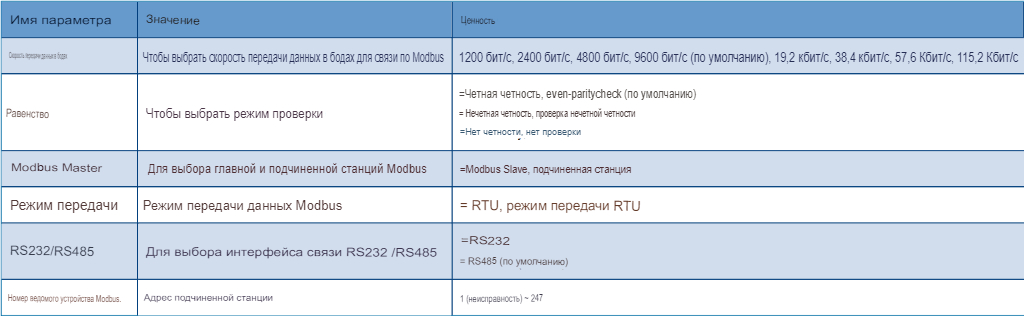 Имя параметра Значение Ценность
Скорость передачи данных в бодах Чтобы выбрать скорость передачи данных в бодах для связи по Modbus 1200 бит/с, 2400 бит/с, 4800 бит/с, 9600 бит/с (по умолчанию), 19,2 кбит/с, 38,4 кбит/с, 57,6 Кбит/с, 115,2 Кбит/с
=Четная четность, even-paritycheck (по умолчанию)
Равенство Чтобы выбрать режим проверки = Нечетная четность, проверка нечетной четности
=Нет четности, нет проверки
Modbus Master Для выбора главной и подчиненной станций Modbus =Modbus Slave, подчиненная станция
Режим передачи Режим передачи данных Modbus = RTU, режим передачи RTU
RS232/RS485 Для выбора интерфейса связи RS232 /RS485 =RS232
= RS485 (по умолчанию)
Номер ведомого устройства Modbus. Адрес подчиненной станции 1 (неисправность) ~ 247